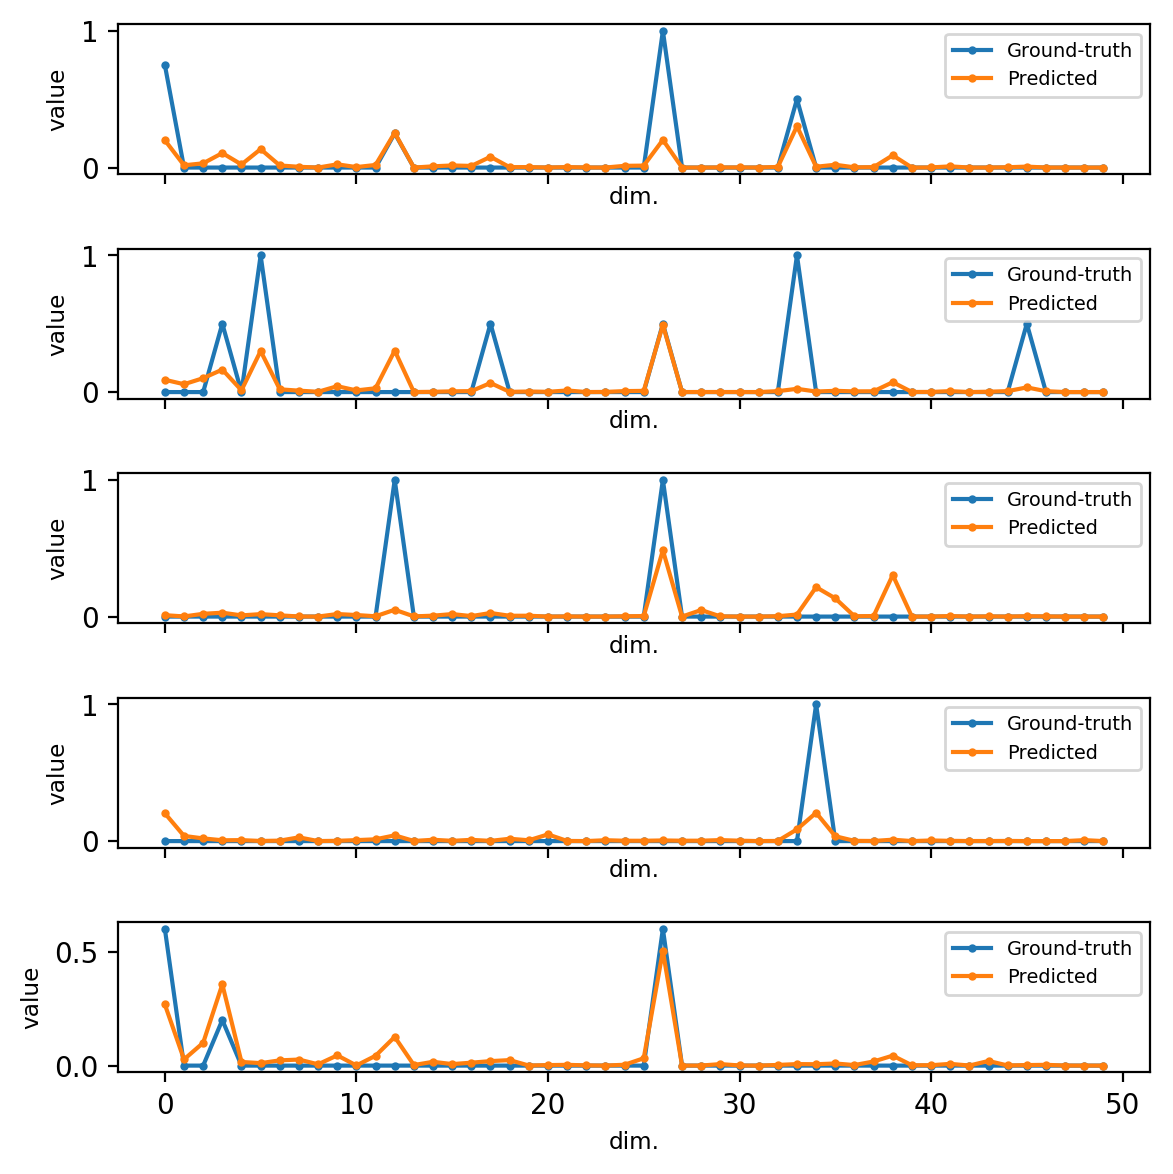 1
value
0
Ground-truth
Predicted
dim.
1
value
0
Ground-truth
Predicted
dim.
1
value
0
Ground-truth
Predicted
dim.
1
value
0
Ground-truth
Predicted
dim.
0.5
value
0.0
Ground-truth
Predicted
0 10 20 30 40 50
dim.